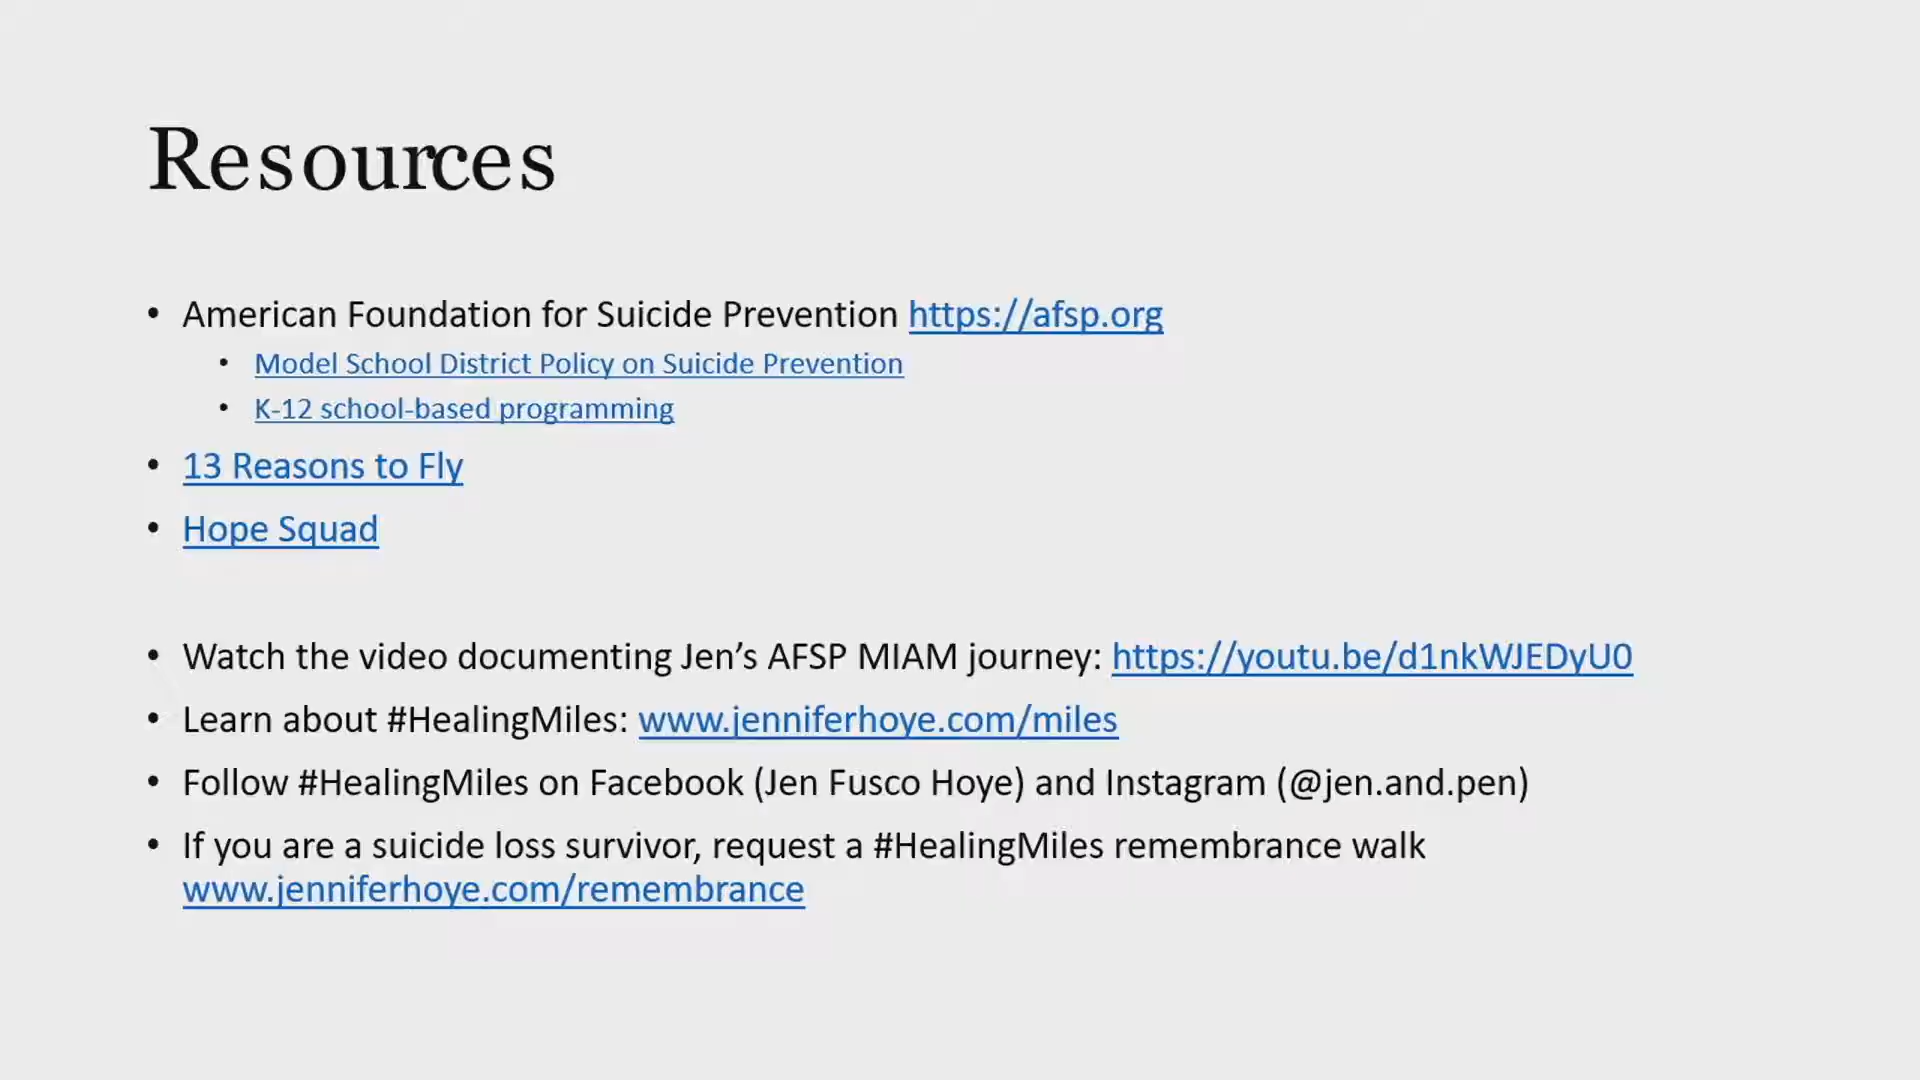 Resources
• American Foundation for Suicide Prevention https://afsp.org
• Model School District Policy on Suicide Prevention
• K-12 school-based programming
• 13 Reasons to Fly
• Hope Squad
• Watch the video documenting Jen’s AFSP MIAM journey: https://youtu.be/d1nkWJEDyU0
• Learn about #HealingMiles: www.jenniferhoye.com/miles
• Follow #HealingMiles on Facebook (Jen Fusco Hoye) and Instagram (@jen.and.pen)
• If you are a suicide loss survivor, request a #HealingMiles remembrance walk
www.jenniferhoye.com/remembrance